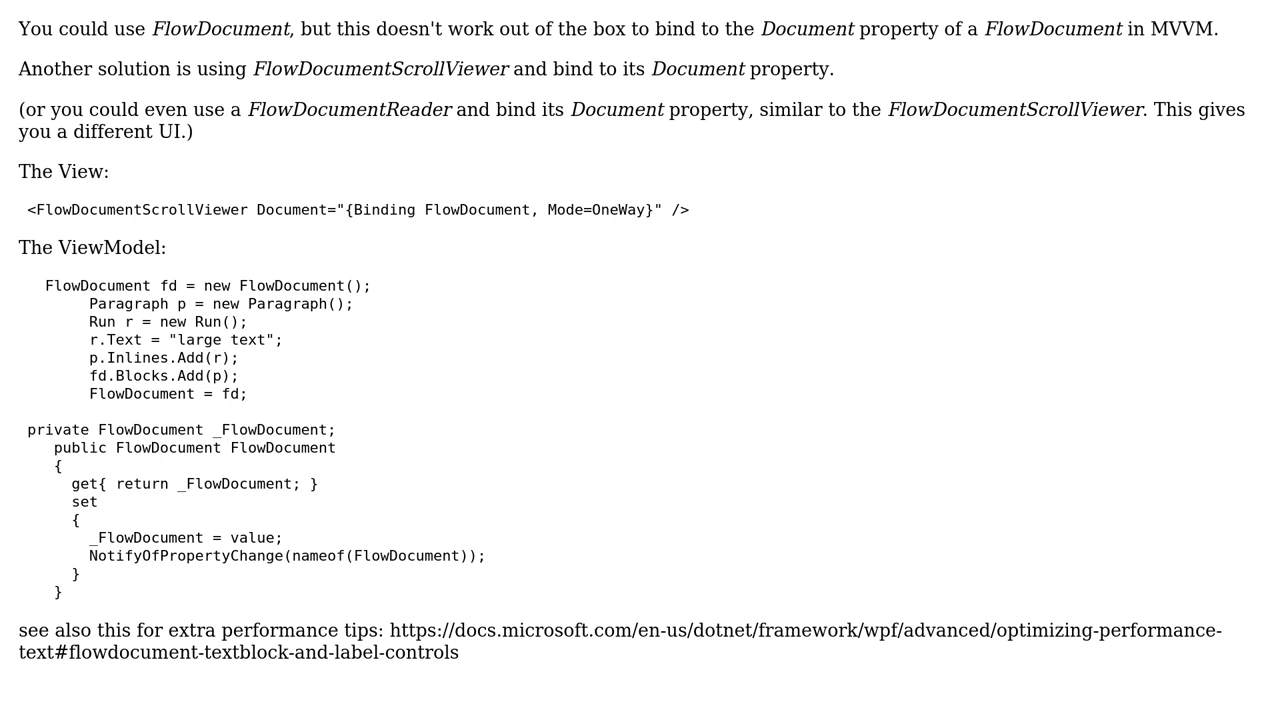 You could use FlowDocument, but this doesn't work out of the box to bind to the Document property of a FlowDocument in MVVM.
Another solution is using FlowDocumentScrollViewer and bind to its Document property.
(or you could even use a FlowDocumentReader and bind its Document property, similar to the FlowDocumentScrollViewer. This gives
you a different UI.)
The View:
<FlowDocumentScrollViewer Document="{Binding FlowDocument, Mode=OneWay}" />
The ViewModel:
FlowDocument fd = new FlowDocument();
Paragraph p = new Paragraph();
Run r = new Run();
r.Text = "large text";
p.Inlines.Add(r);
fd.Blocks.Add(p);
FlowDocument = fd;
private FlowDocument _FlowDocument;
public FlowDocument FlowDocument
{
get{ return _FlowDocument; }
set
{
_FlowDocument = value;
NotifyOfPropertyChange(nameof(FlowDocument));
}
}
see also this for extra performance tips: https://docs.microsoft.com/en-us/dotnet/framework/wpf/advanced/optimizing-performance-
text#flowdocument-textblock-and-label-controls